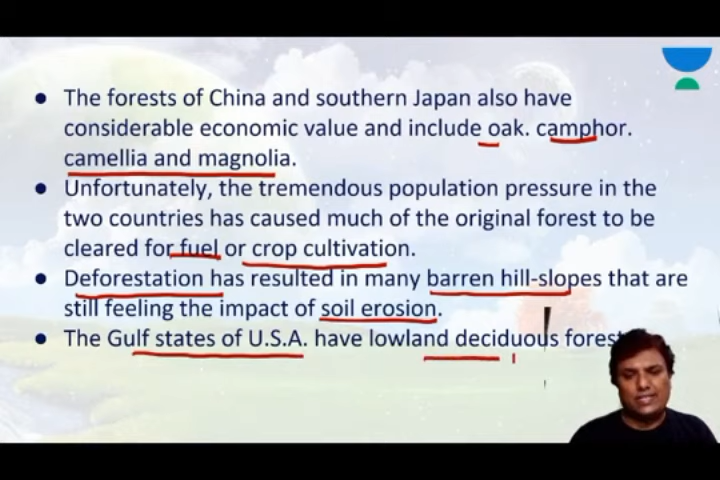 The forests of China and southern Japan also have
considerable economic value and include oak. camphor.
camellia and magnolia.
Unfortunately, the tremendous population pressure in the
two countries has caused much of the original forest to be
cleared for fuel or crop cultivation.
Deforestation has resulted in many barren hill-slopes that are
still feeling the impact of soil erosion.
The Gulf states of U.S.A. have lowland deciduous